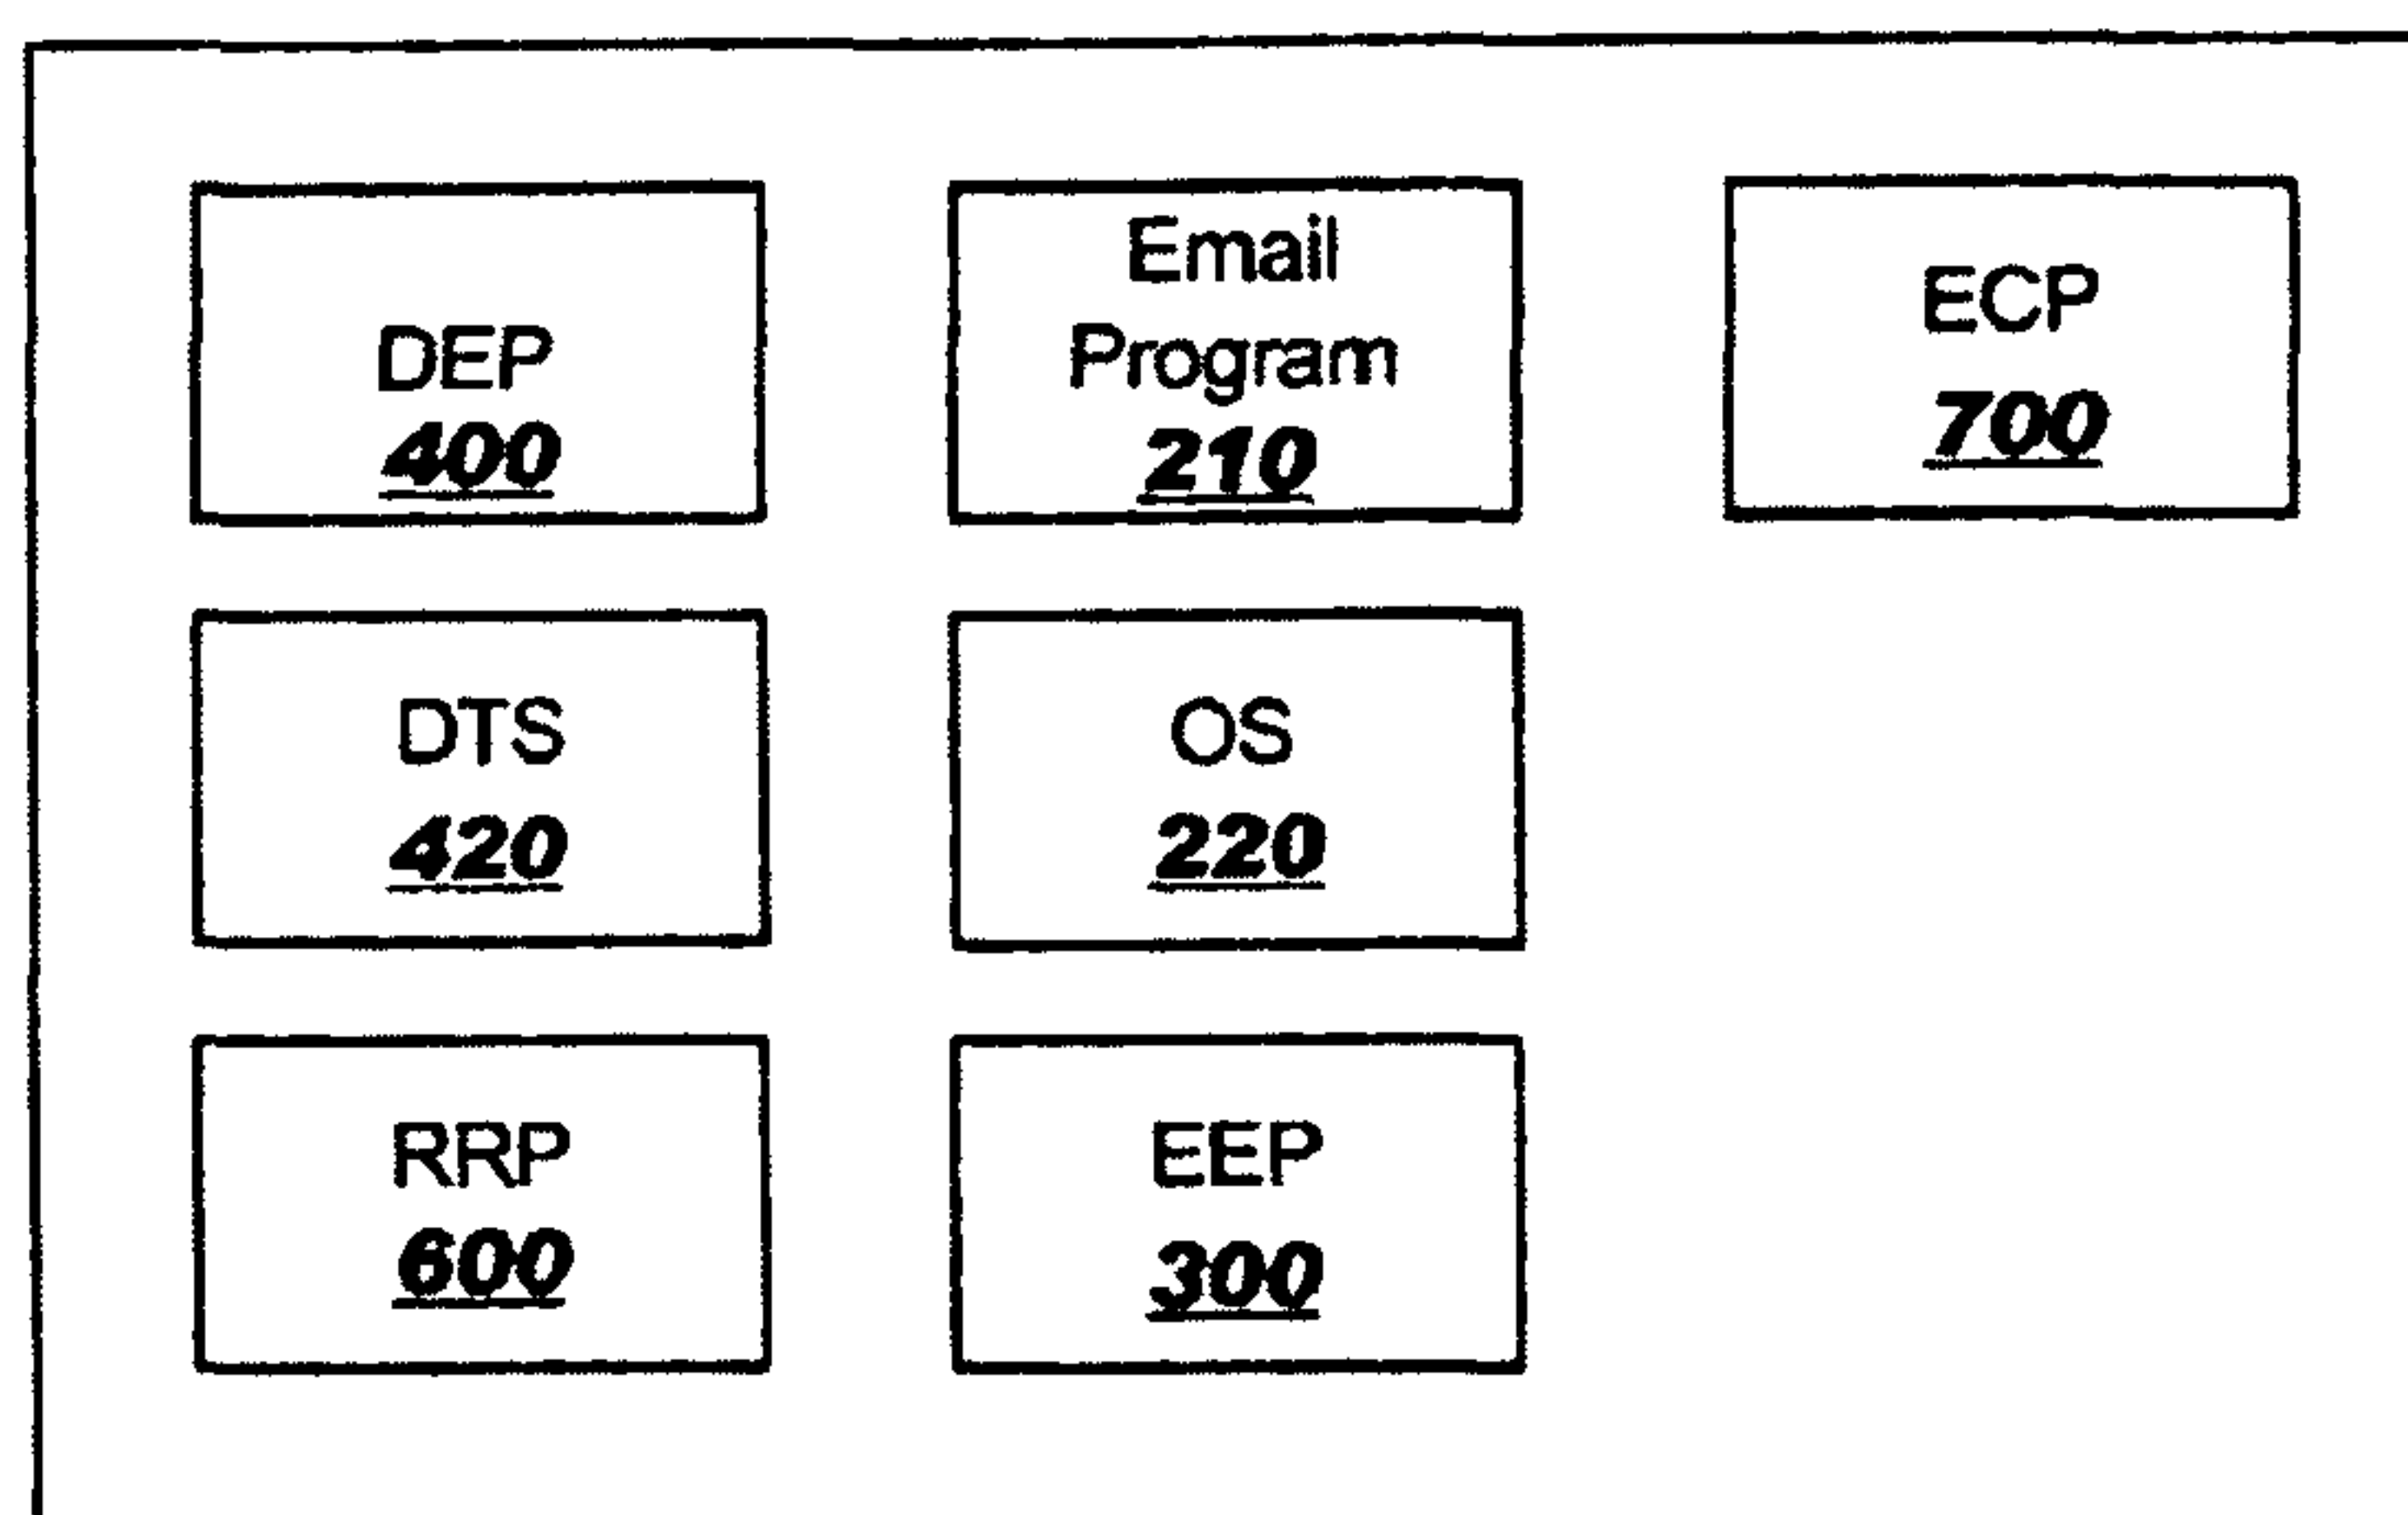 DEP
400
Email
Program
210
ECP
700
DTS
420
OS
220
RRP
600
EEP
300